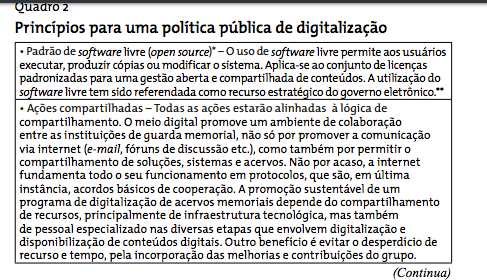 Quadro 2
Princípios para uma política pública de digitalização
• Padrão de software livre (open source)* – O uso de software livre permite aos usuários
executar, produzir cópias ou modificar o sistema. Aplica-se ao conjunto de licenças
padronizadas para uma gestão aberta e compartilhada de conteúdos. A utilização do
software livre tem sido referendada como recurso estratégico do governo eletrônico.**
• Ações compartilhadas – Todas as ações estarão alinhadas à lógica de
compartilhamento. O meio digital promove um ambiente de colaboração
entre as instituições de guarda memorial, não só por promover a comunicação
via internet (e-mail, fóruns de discussão etc.), como também por permitir o
compartilhamento de soluções, sistemas e acervos. Não por acaso, a internet
fundamenta todo o seu funcionamento em protocolos, que são, em última
instância, acordos básicos de cooperação. A promoção sustentável de um
programa de digitalização de acervos memoriais depende do compartilhamento
de recursos, principalmente de infraestrutura tecnológica, mas também
de pessoal especializado nas diversas etapas que envolvem digitalização e
disponibilização de conteúdos digitais. Outro benefício é evitar o desperdício de
recurso e tempo, pela incorporação das melhorias e contribuições do grupo.
(Continua)